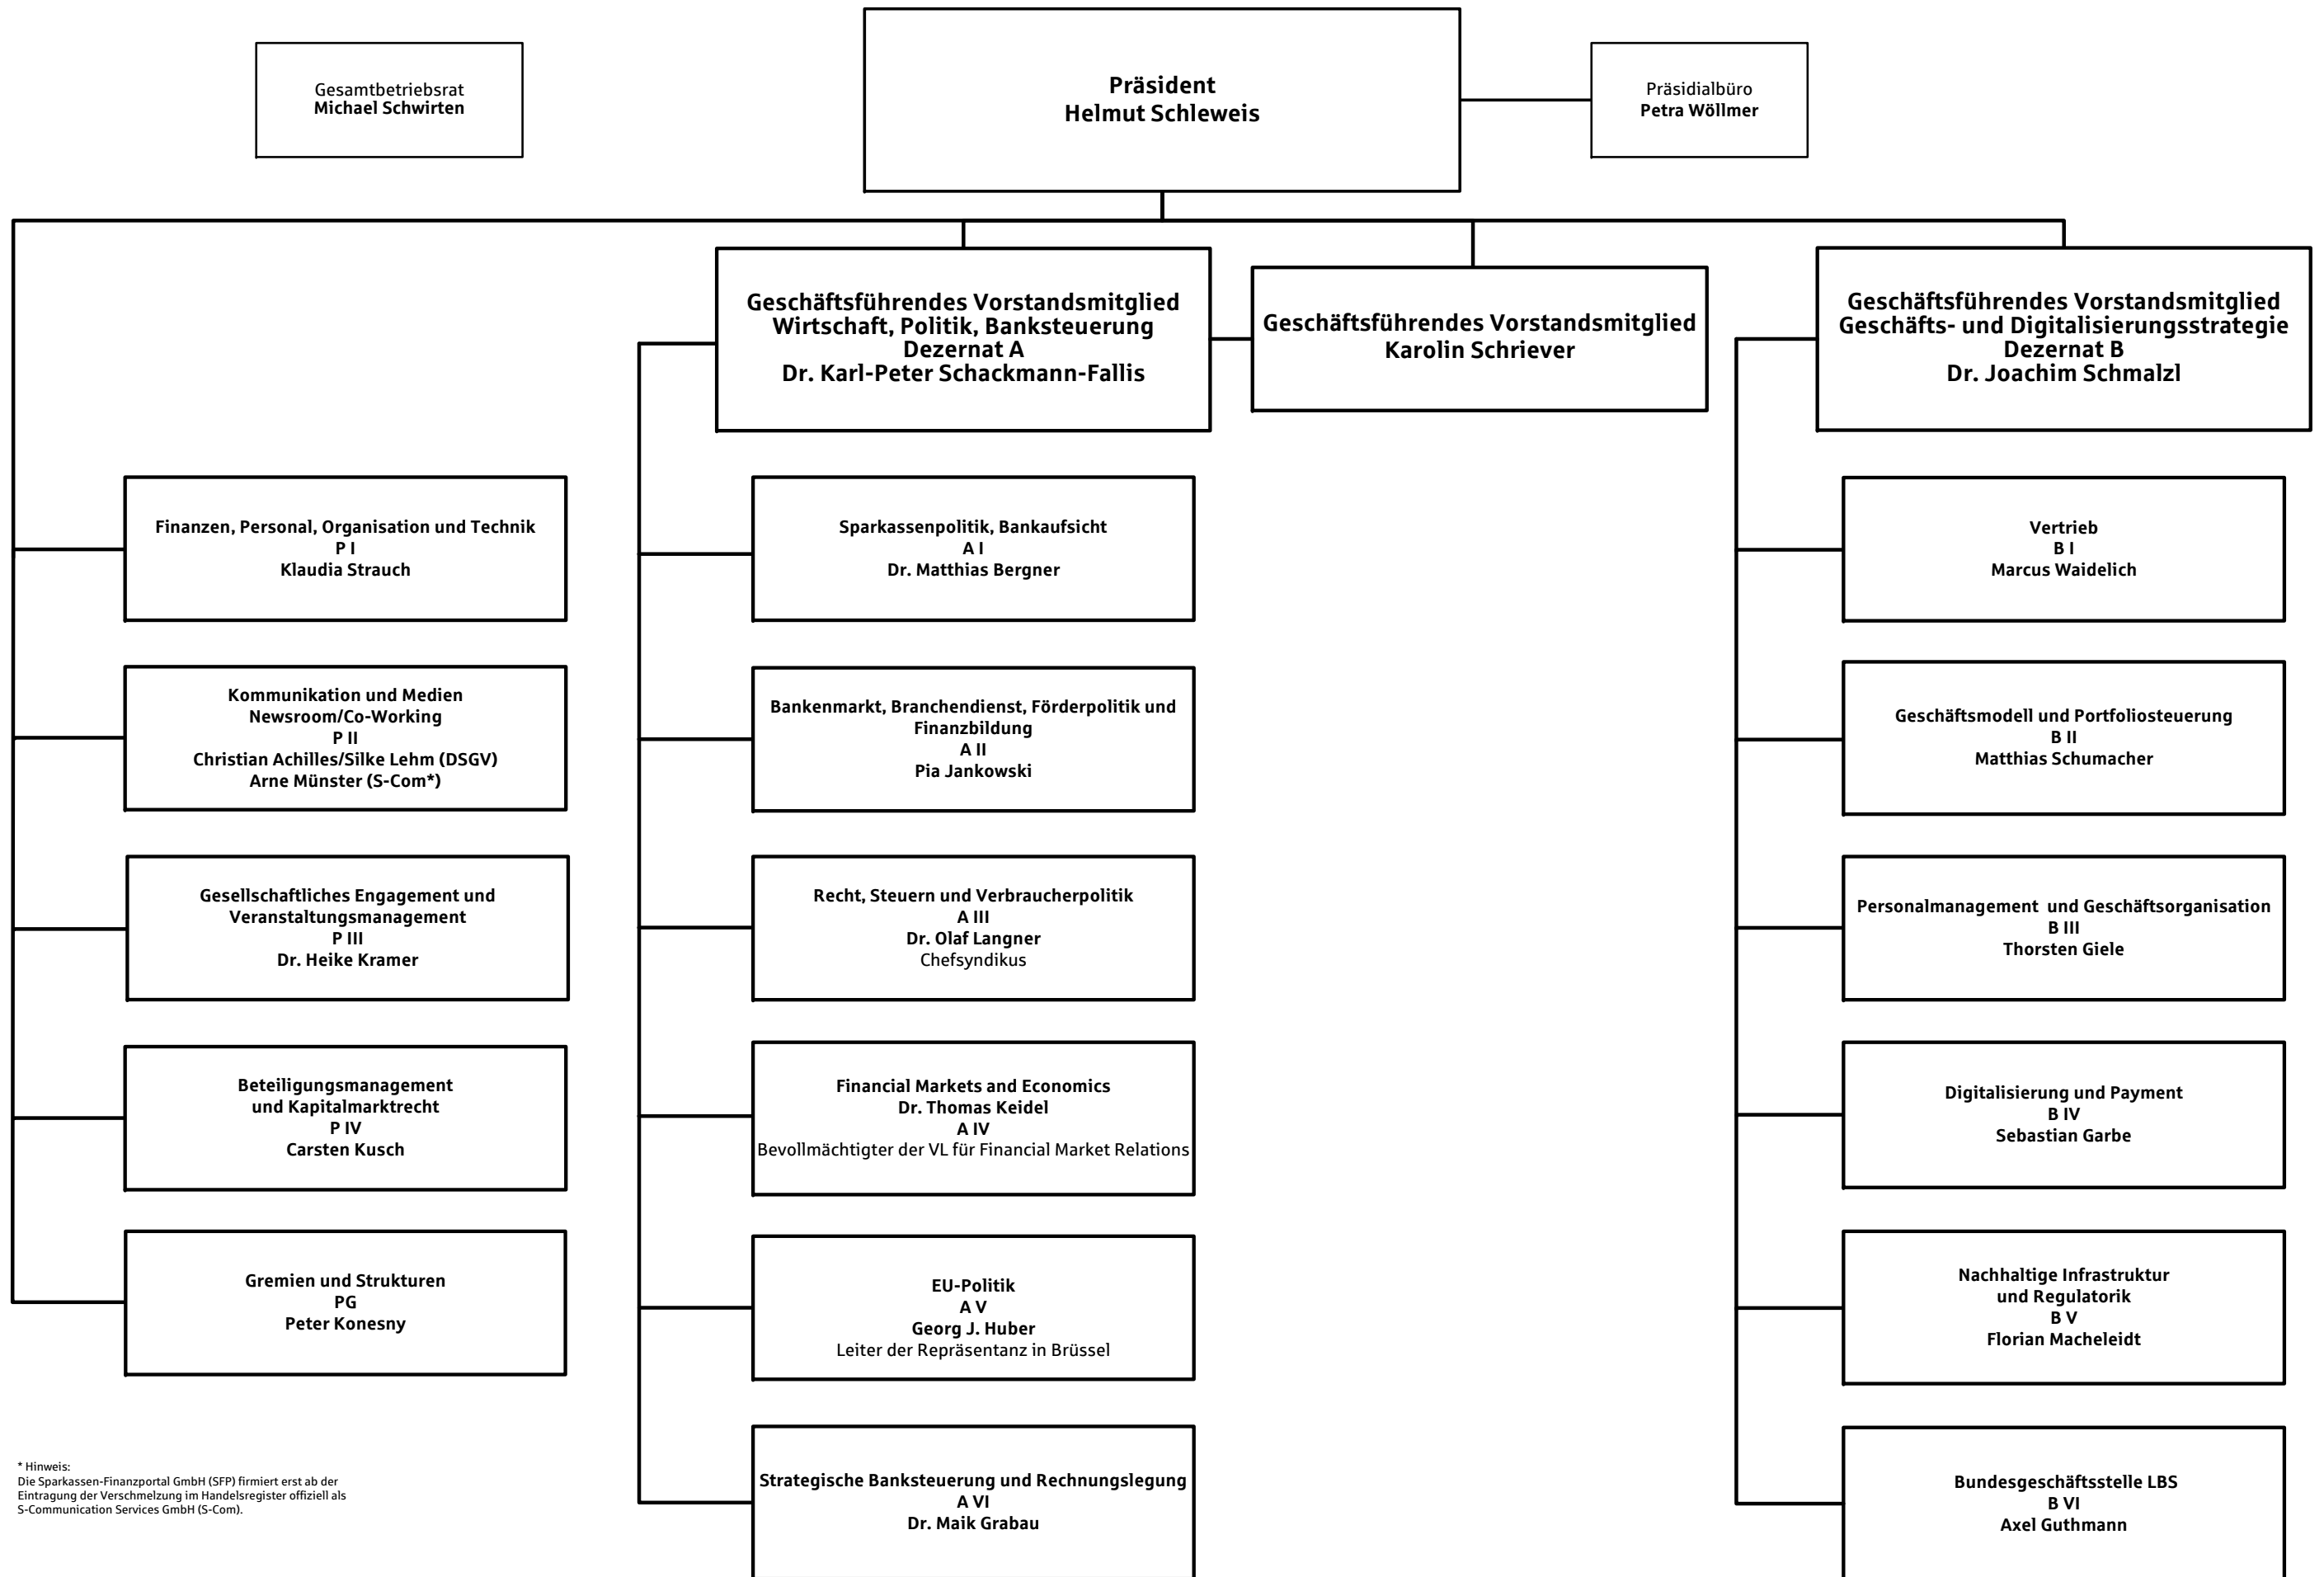 Gesamtbetriebsrat
Michael Schwirten
Präsident
Helmut Schleweis
Präsidialbüro
Petra Wöllmer
Geschäftsführendes Vorstandsmitglied
Wirtschaft, Politik, Banksteuerung
Dezernat A
Dr. Karl-Peter Schackmann-Fallis
Geschäftsführendes Vorstandsmitglied
Karolin Schriever
Geschäftsführendes Vorstandsmitglied
Geschäfts- und Digitalisierungsstrategie
Dezernat B
Dr. Joachim Schmalzl
Finanzen, Personal, Organisation und Technik
P I
Klaudia Strauch
Kommunikation und Medien
Newsroom/Co-Working
P II
Christian Achilles/Silke Lehm (DSGV)
Arne Münster (S-Com*)
Gesellschaftliches Engagement und
Veranstaltungsmanagement
P III
Dr. Heike Kramer
Beteiligungsmanagement
und Kapitalmarktrecht
P IV
Carsten Kusch
Gremien und Strukturen
PG
Peter Konesny
Sparkassenpolitik, Bankaufsicht
A I
Dr. Matthias Bergner
Bankenmarkt, Branchendienst, Förderpolitik und
Finanzbildung
A II
Pia Jankowski
Recht, Steuern und Verbraucherpolitik
A III
Dr. Olaf Langner
Chefsyndikus
Financial Markets and Economics
Dr. Thomas Keidel
A IV
Bevollmächtigter der VL für Financial Market Relations
EU-Politik
A V
Georg J. Huber
Leiter der Repräsentanz in Brüssel
Strategische Banksteuerung und Rechnungslegung
A VI
Dr. Maik Grabau
Vertrieb
B I
Marcus Waidelich
Geschäftsmodell und Portfoliosteuerung
B II
Matthias Schumacher
Personalmanagement und Geschäftsorganisation
B III
Thorsten Giele
Digitalisierung und Payment
B IV
Sebastian Garbe
Nachhaltige Infrastruktur
und Regulatorik
B V
Florian Macheleidt
Bundesgeschäftsstelle LBS
B VI
Axel Guthmann
* Hinweis:
Die Sparkassen-Finanzportal GmbH (SFP) firmiert erst ab der
Eintragung der Verschmelzung im Handelsregister offiziell als
S-Communication Services GmbH (S-Com).